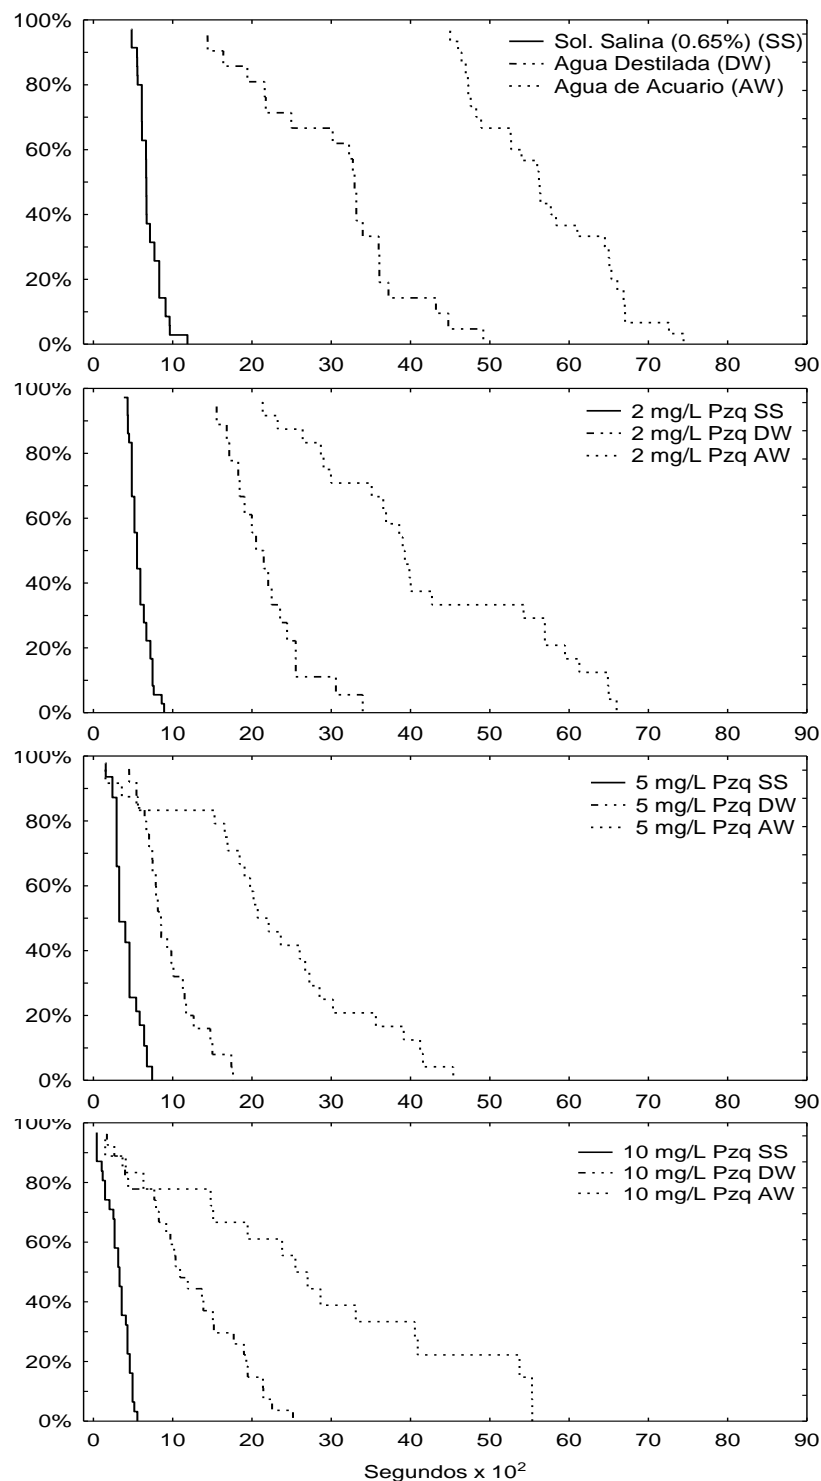 100%
Sol. Salina (0.65%) (SS)
Agua Destilada (DW)
Agua de Acuario (AW)
80%
60%
40%
20%
0%
0 10 20 30 40 50 60 70 80 90
100%
2 mg/L Pzq SS
2 mg/L Pzq DW
2 mg/L Pzq AW
80%
60%
40%
20%
0%
0 10 20 30 40 50 60 70 80 90
100%
5 mg/L Pzq SS
5 mg/L Pzq DW
5 mg/L Pzq AW
80%
60%
40%
20%
0%
0 10 20 30 40 50 60 70 80 90
100%
10 mg/L Pzq SS
10 mg/L Pzq DW
10 mg/L Pzq AW
80%
60%
40%
20%
0%
0 10 20 30 40 50 60 70 80 90
Segundos x 10²